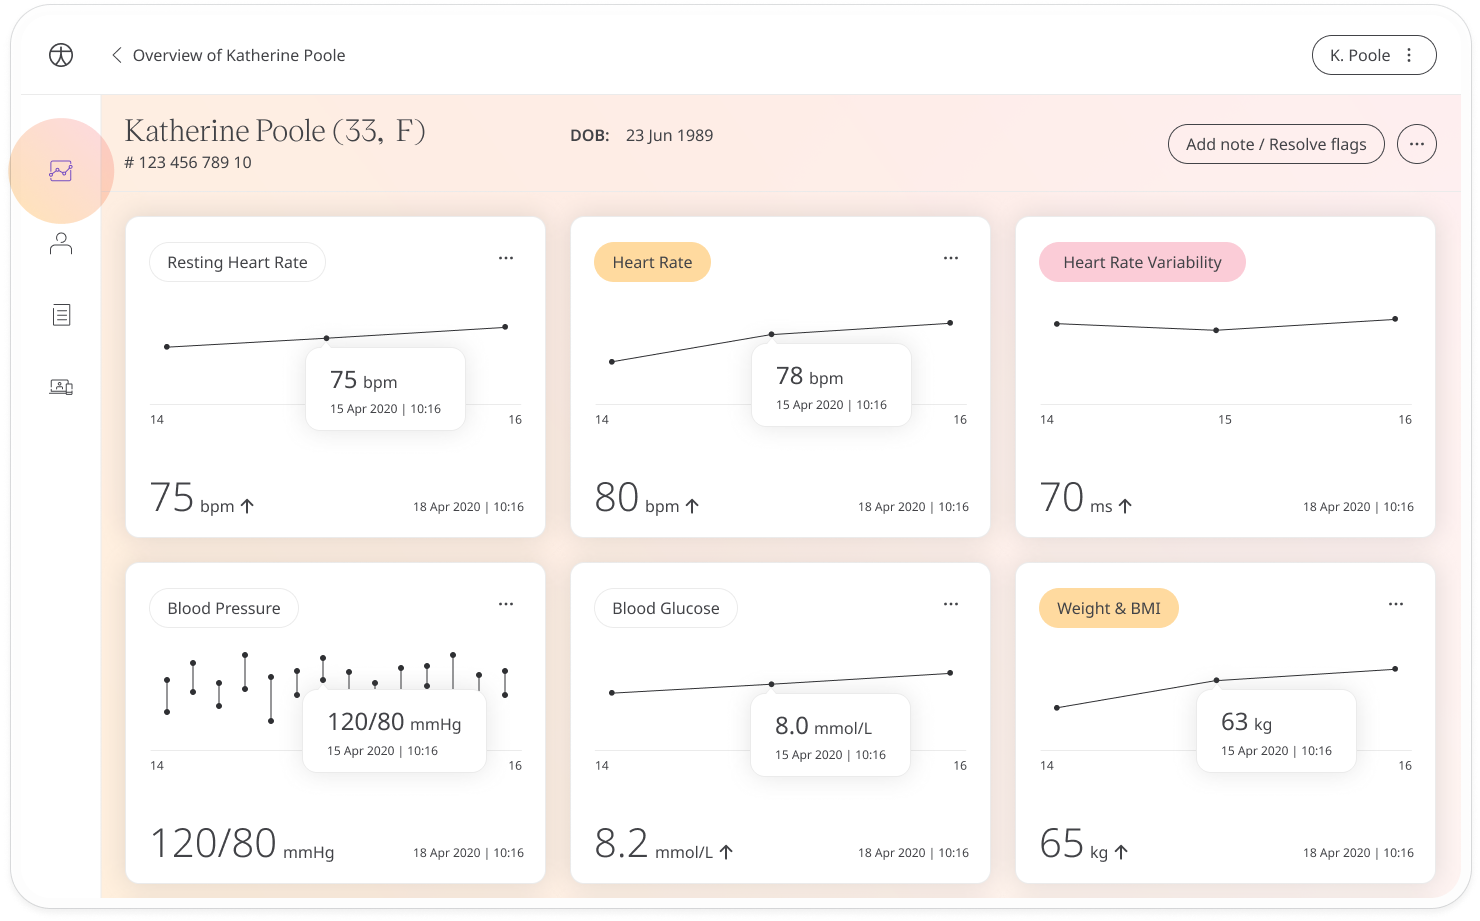 Overview of Katherine Poole
K. Poole
Katherine Poole (33, F)
DOB: 23 Jun 1989
# 123 456 789 10
Add note / Resolve flags
Resting Heart Rate
75 bpm
15 Apr 2020 | 10:16
14
16
75 bpm
18 Apr 2020 | 10:16
Heart Rate
78 bpm
15 Apr 2020 | 10:16
14
16
80 bpm
18 Apr 2020 | 10:16
Heart Rate Variability
14
15
16
70 ms
18 Apr 2020 | 10:16
Blood Pressure
120/80 mmHg
15 Apr 2020 | 10:16
14
16
120/80 mmHg
18 Apr 2020 | 10:16
Blood Glucose
8.0 mmol/L
15 Apr 2020 | 10:16
14
16
8.2 mmol/L
18 Apr 2020 | 10:16
Weight & BMI
63 kg
15 Apr 2020 | 10:16
14
16
65 kg
18 Apr 2020 | 10:16